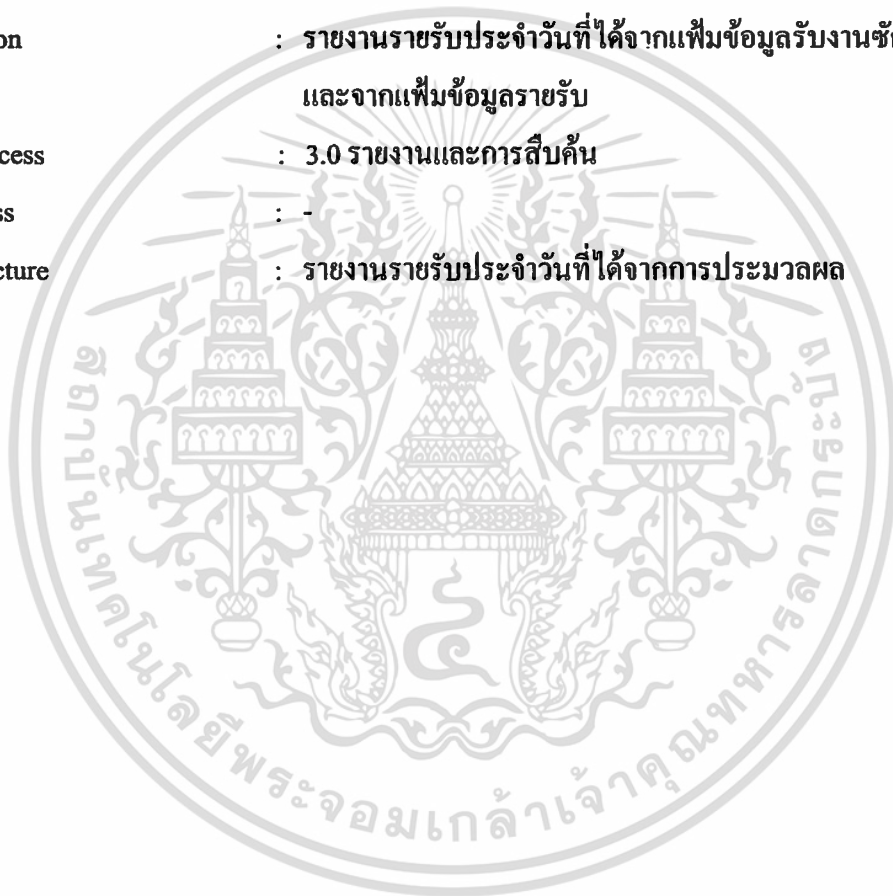 on : รายงานรายรับประจำวันที่ได้จากแฟ้มข้อมูลรับงานซัก
และจากแฟ้มข้อมูลรายรับ
cess : 3.0 รายงานและการสืบค้น
ss : -
cture : รายงานรายรับประจำวันที่ได้จากการประมวลผล
สถาบันเทคโนโลยีพระจอมเกล้าเจ้าคุณทหารลาดกระบัง